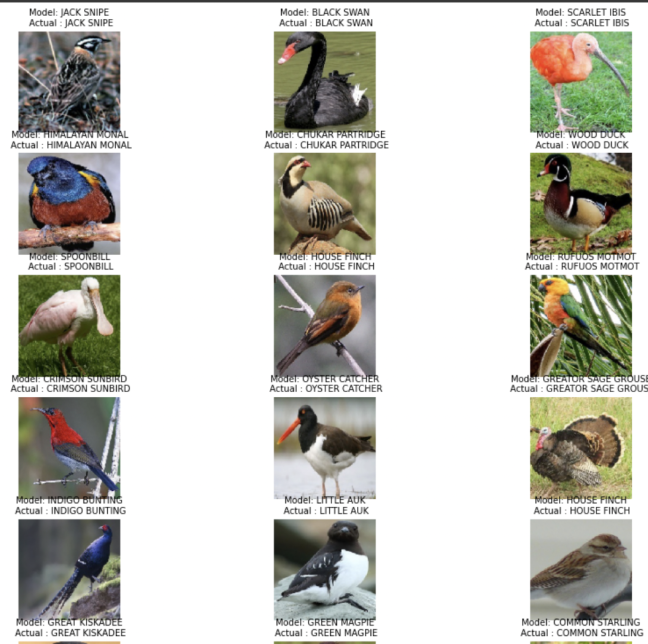 Model: JACK SNIPE
Actual : JACK SNIPE
Model: BLACK SWAN
Actual : BLACK SWAN
Model: SCARLET IBIS
Actual : SCARLET IBIS
Model: HIMALAYAN MONAL
Actual : HIMALAYAN MONAL
Model: CHUKAR PARTRIDGE
Actual : CHUKAR PARTRIDGE
Model: WOOD DUCK
Actual : WOOD DUCK
Model: SPOONBILL
Actual : SPOONBILL
Model: HOUSE FINCH
Actual : HOUSE FINCH
Model: RUFUOS MOTMOT
Actual : RUFUOS MOTMOT
Model: CRIMSON SUNBIRD
Actual : CRIMSON SUNBIRD
Model: OYSTER CATCHER
Actual : OYSTER CATCHER
Model: GREATOR SAGE GROUSE
Actual : GREATOR SAGE GROUS
Model: INDIGO BUNTING
Actual : INDIGO BUNTING
Model: LITTLE AUK
Actual : LITTLE AUK
Model: HOUSE FINCH
Actual : HOUSE FINCH
Model: GREAT KISKADEE
Actual : GREAT KISKADEE
Model: GREEN MAGPIE
Actual : GREEN MAGPIE
Model: COMMON STARLING
Actual : COMMON STARLING